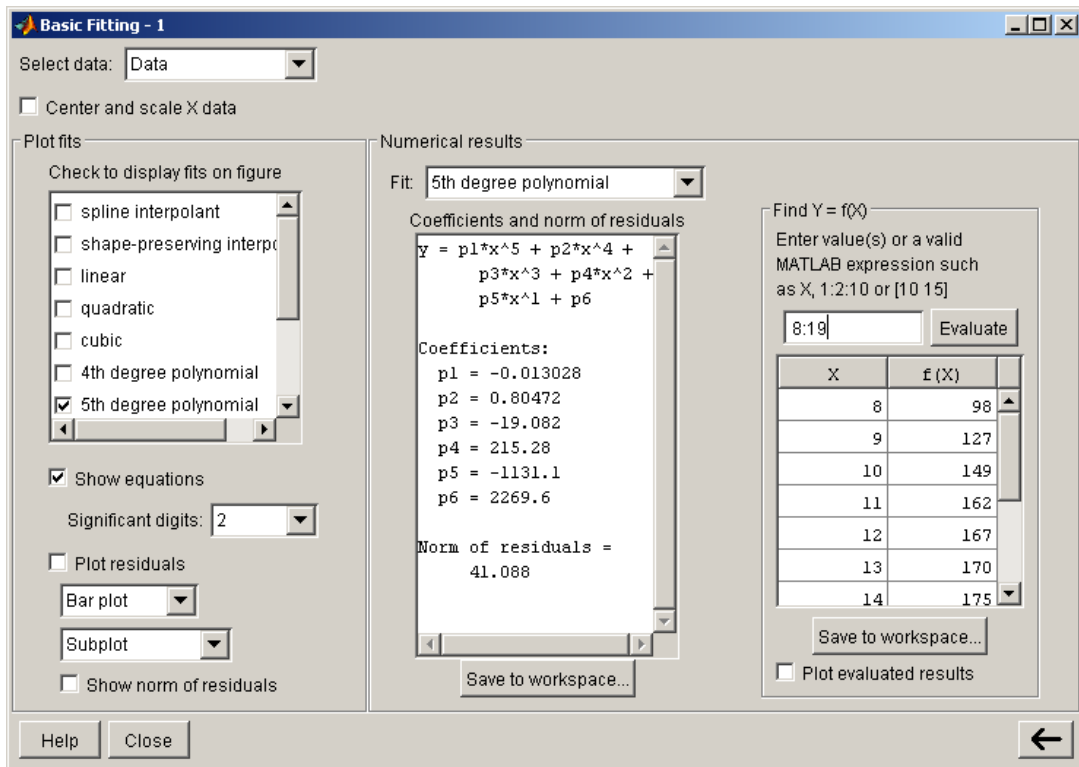 Basic Fitting - 1
Select data: Data
Center and scale X data
Plot fits
Check to display fits on figure
spline interpolant
shape-preserving interpo
linear
quadratic
cubic
4th degree polynomial
5th degree polynomial
Show equations
Significant digits: 2
Plot residuals
Bar plot
Subplot
Show norm of residuals
Numerical results
Fit: 5th degree polynomial
Coefficients and norm of residuals
y = p1*x^5 + p2*x^4 +
p3*x^3 + p4*x^2 +
p5*x^1 + p6
Coefficients:
p1 = -0.013028
p2 = 0.80472
p3 = -19.082
p4 = 215.28
p5 = -1131.1
p6 = 2269.6
Norm of residuals =
41.088
Save to workspace...
Find Y = f(X)
Enter value(s) or a valid
MATLAB expression such
as X, 1:2:10 or [10 15]
8:19 Evaluate
X f(X)
8 98
9 127
10 149
11 162
12 167
13 170
14 175
Save to workspace...
Plot evaluated results
Help Close